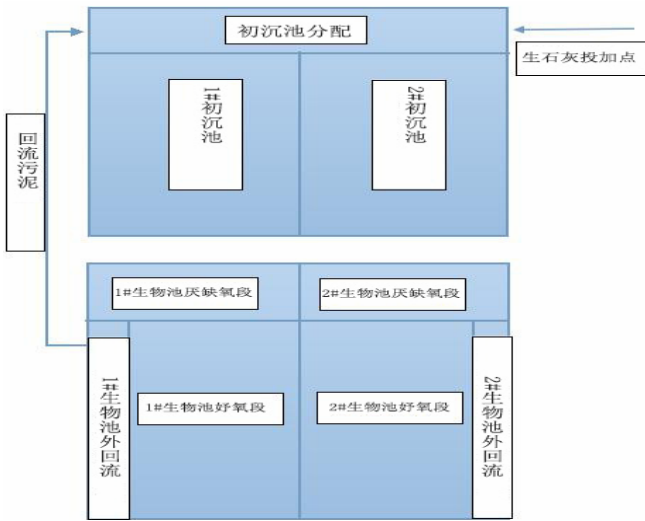 初沉池分配
生石灰投加点
1#初沉池
2#初沉池
回流污泥
1#生物池厌缺氧段
2#生物池厌缺氧段
1#生物池外回流
1#生物池好氧段
2#生物池好氧段
2#生物池外回流